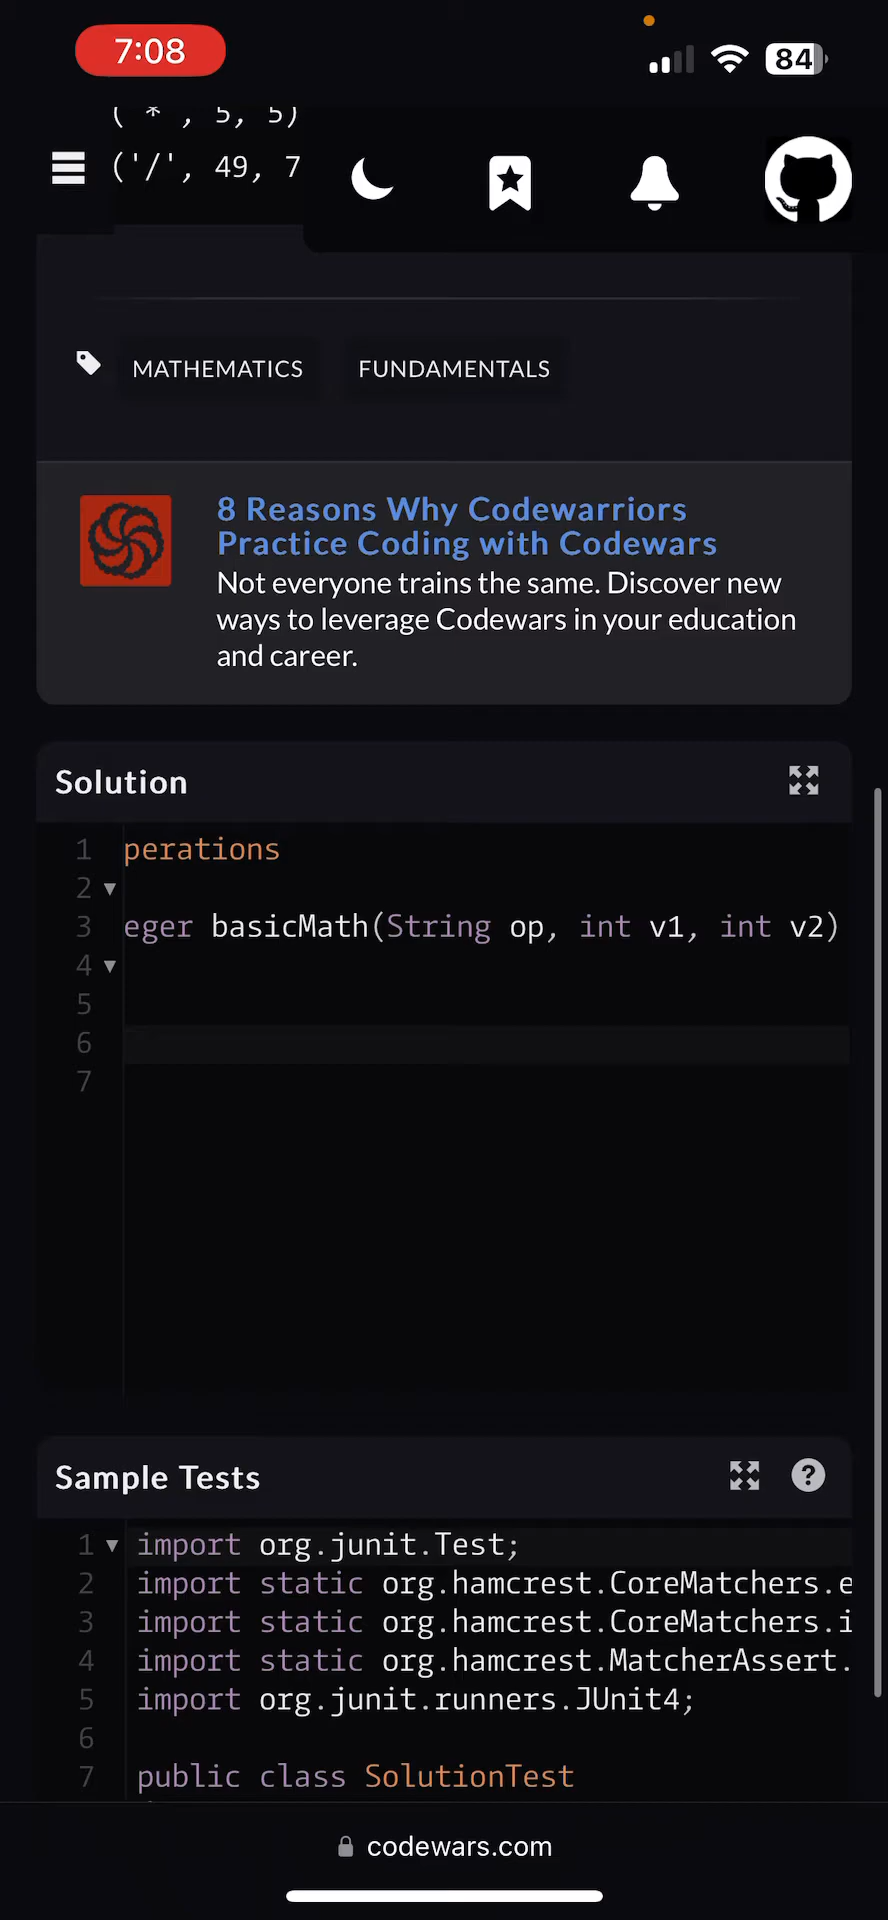 7:08
84
( * , 5, 5)
('/', 49, 7
MATHEMATICS FUNDAMENTALS
8 Reasons Why Codewarriors
Practice Coding with Codewars
Not everyone trains the same. Discover new
ways to leverage Codewars in your education
and career.
Solution
1 perations
2
3 eger basicMath(String op, int v1, int v2)
4
5
6
7
Sample Tests
1 import org.junit.Test;
2 import static org.hamcrest.CoreMatchers.e
3 import static org.hamcrest.CoreMatchers.i
4 import static org.hamcrest.MatcherAssert.
5 import org.junit.runners.JUnit4;
6
7 public class SolutionTest
codewars.com